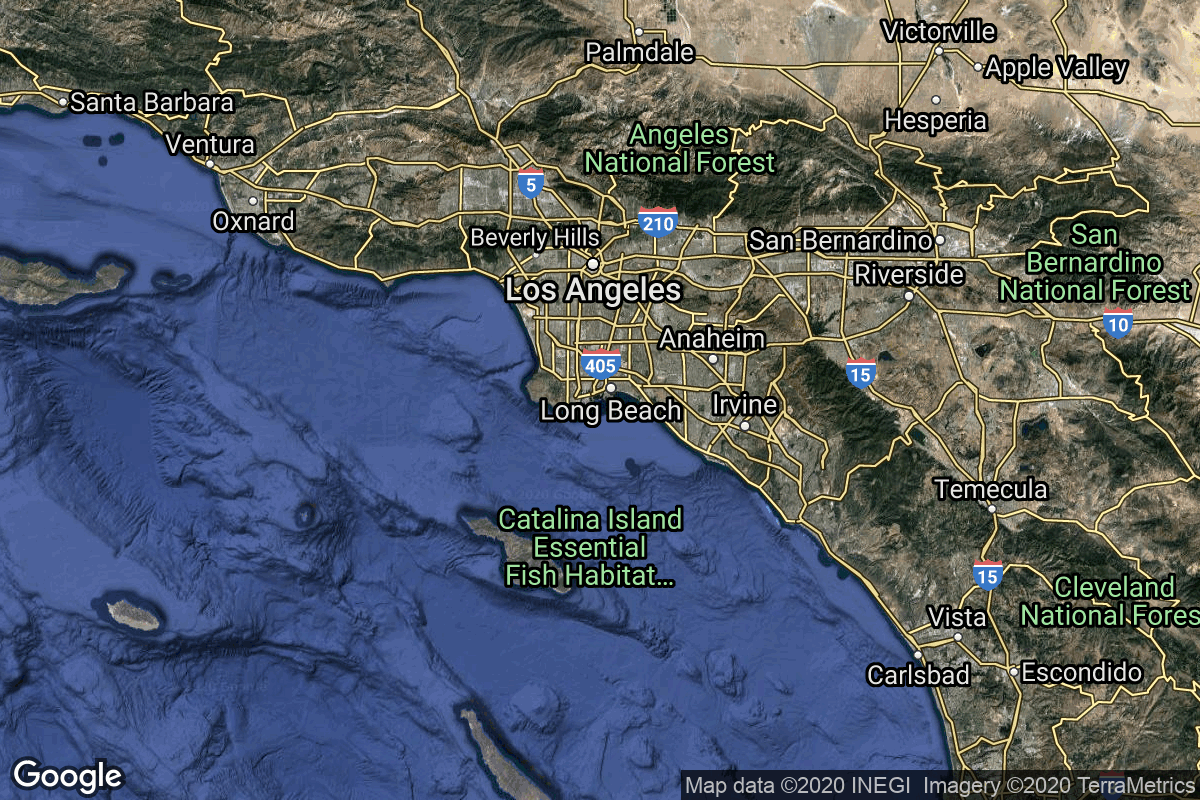 Victorville
Palmdale
Apple Valley
Santa Barbara
Hesperia
Angeles
National Forest
Ventura
5
Oxnard
210
Beverly Hills
San Bernardino
San
Bernardino
National Forest
Riverside
Los Angeles
10
Anaheim
405
15
Long Beach
Irvine
Temecula
Catalina Island
Essential
Fish Habitat...
15
Cleveland
National Fores
Vista
Carlsbad
Escondido
Google
Map data ©2020 INEGI Imagery ©2020 TerraMetrics